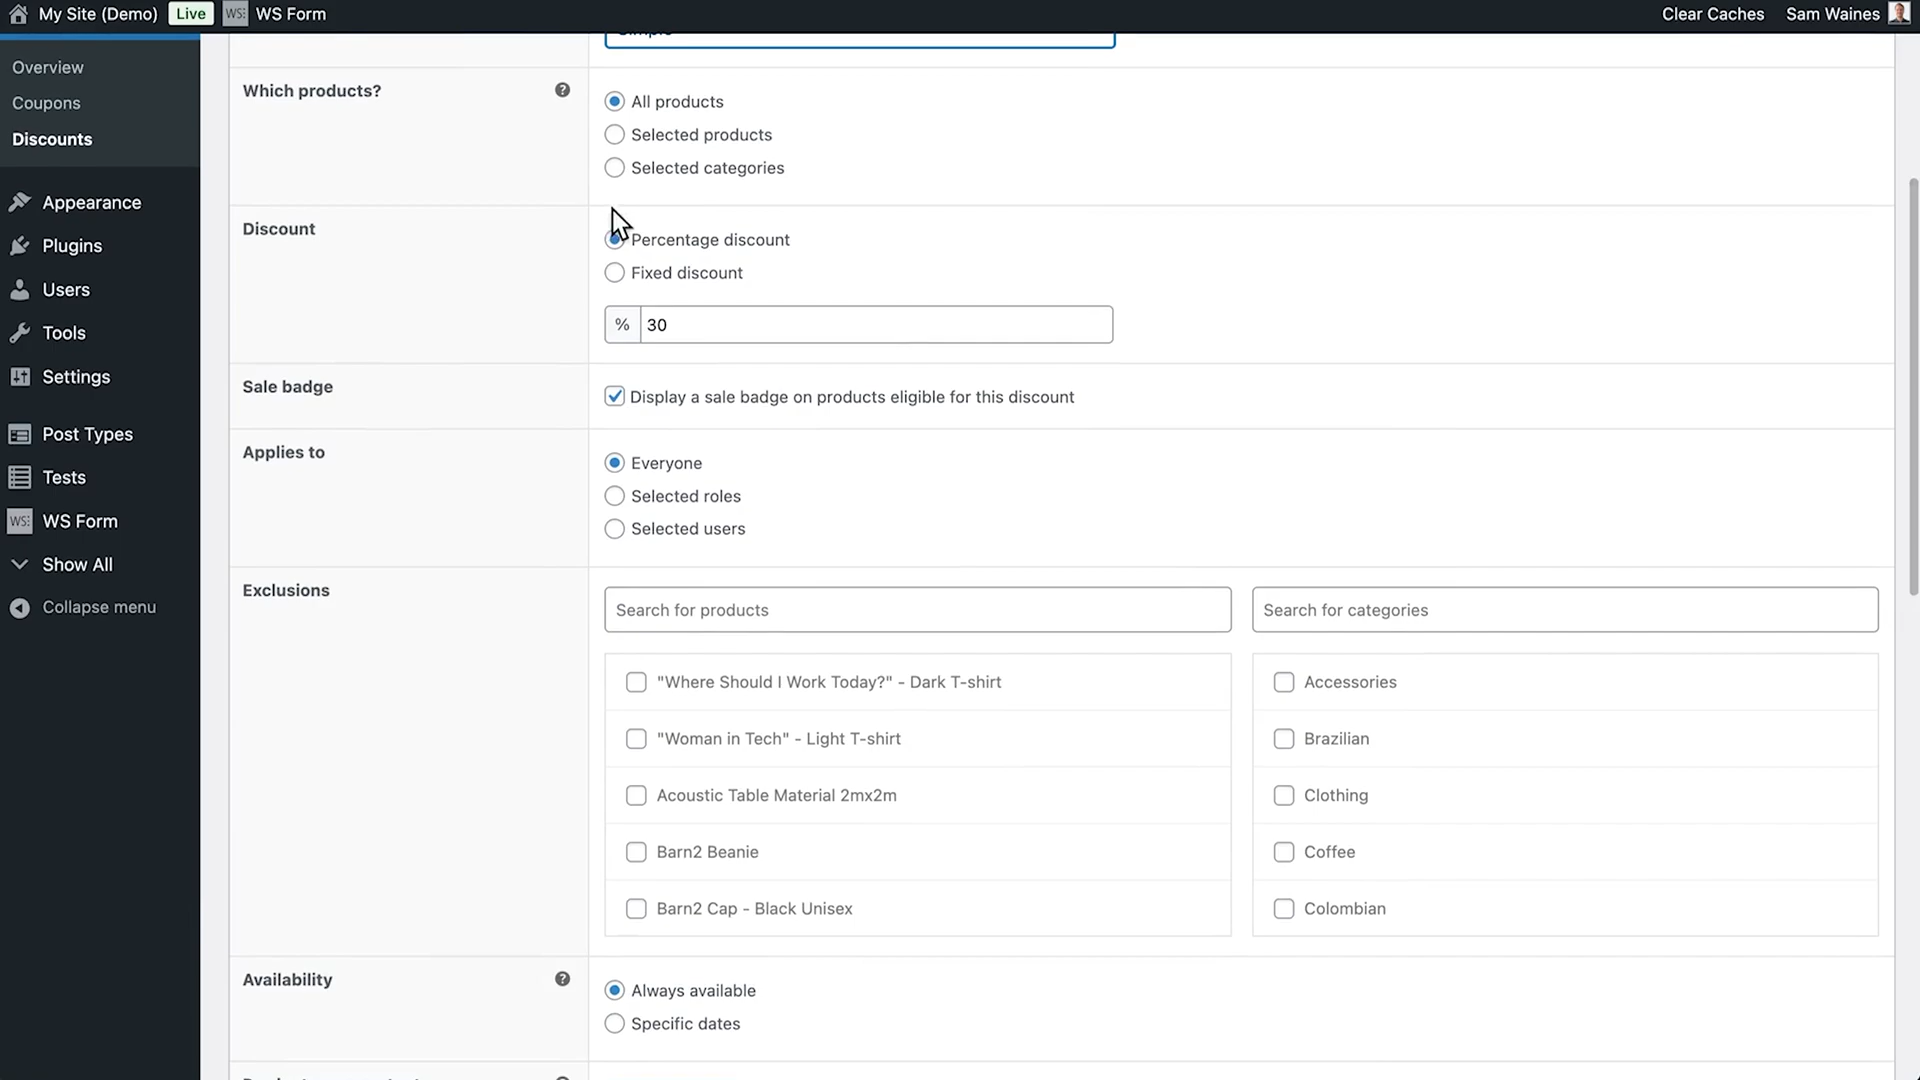 My Site (Demo) Live WS Form Clear Caches Sam Waines
Overview
Coupons
Discounts
Appearance
Plugins
Users
Tools
Settings
Post Types
Tests
WS Form
Show All
Collapse menu
Which products?
All products
Selected products
Selected categories
Discount
Percentage discount
Fixed discount
% 30
Sale badge
Display a sale badge on products eligible for this discount
Applies to
Everyone
Selected roles
Selected users
Exclusions
Search for products
"Where Should I Work Today?" - Dark T-shirt
"Woman in Tech" - Light T-shirt
Acoustic Table Material 2mx2m
Barn2 Beanie
Barn2 Cap - Black Unisex
Search for categories
Accessories
Brazilian
Clothing
Coffee
Colombian
Availability
Always available
Specific dates